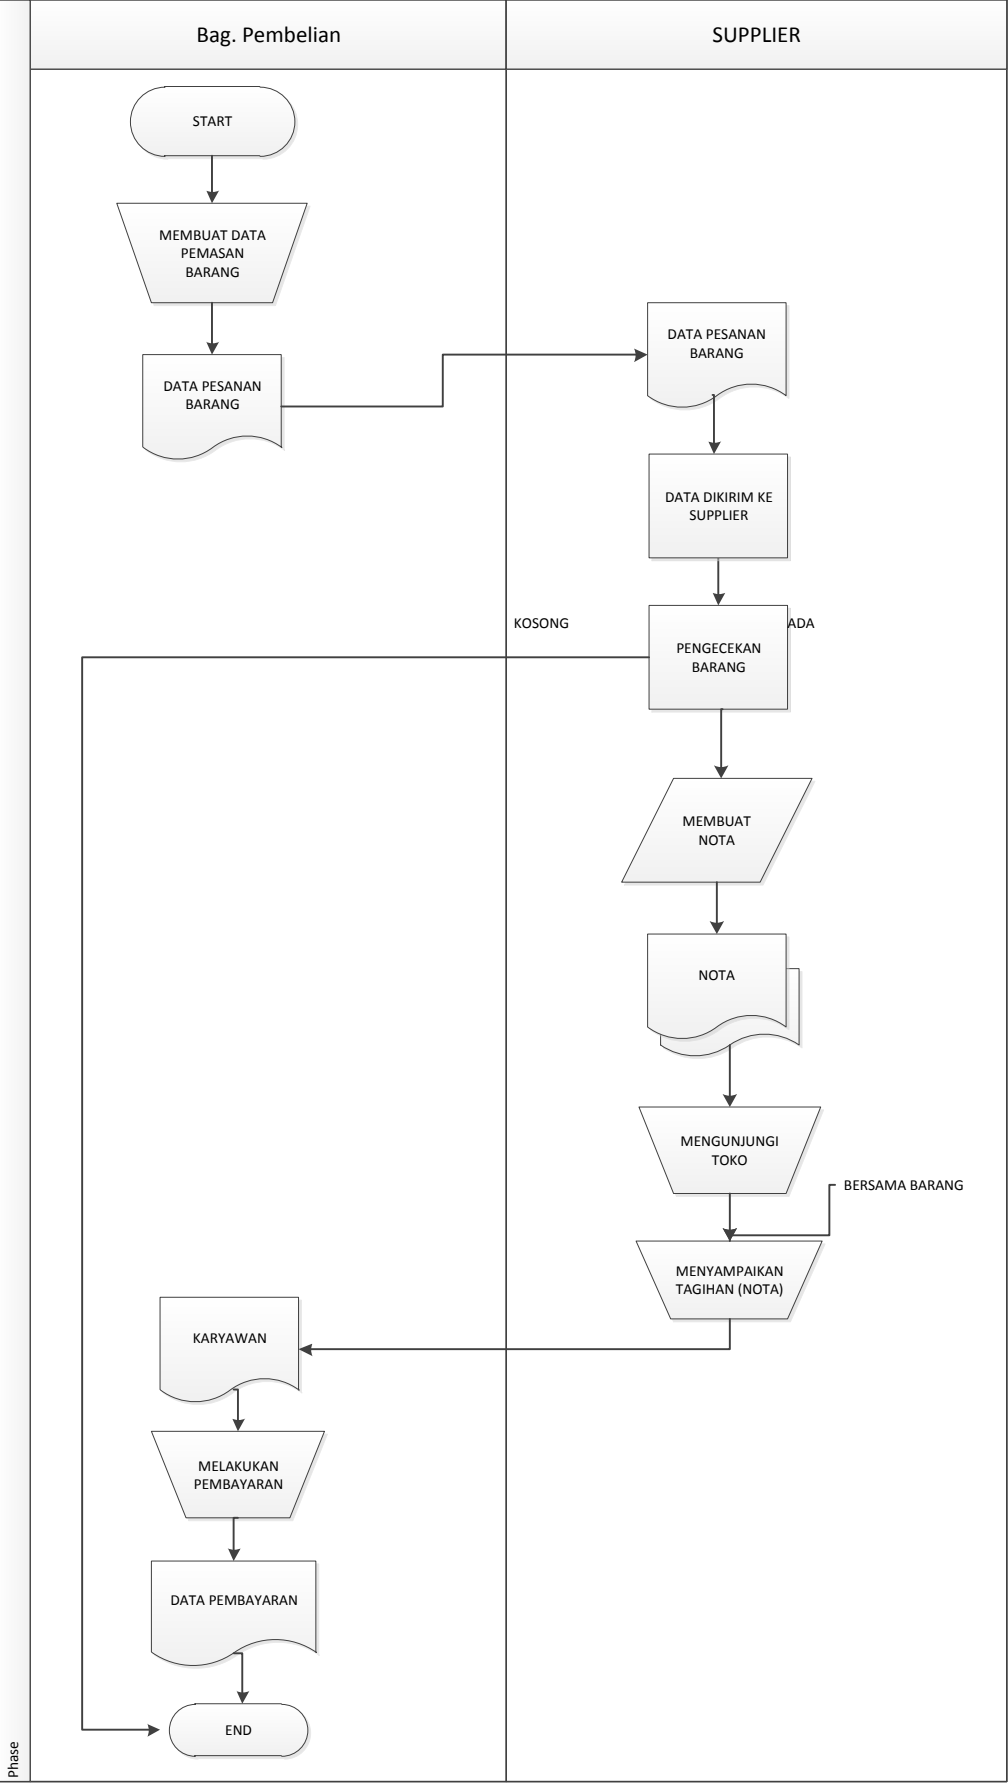 Bag. Pembelian
SUPPLIER
START
MEMBUAT DATA
PEMASAN
BARANG
DATA PESANAN
BARANG
DATA PESANAN
BARANG
DATA DIKIRIM KE
SUPPLIER
KOSONG
ADA
PENGECEKAN
BARANG
MEMBUAT
NOTA
NOTA
MENGUNJUNGI
TOKO
BERSAMA BARANG
MENYAMPAIKAN
TAGIHAN (NOTA)
KARYAWAN
MELAKUKAN
PEMBAYARAN
DATA PEMBAYARAN
END
Phase